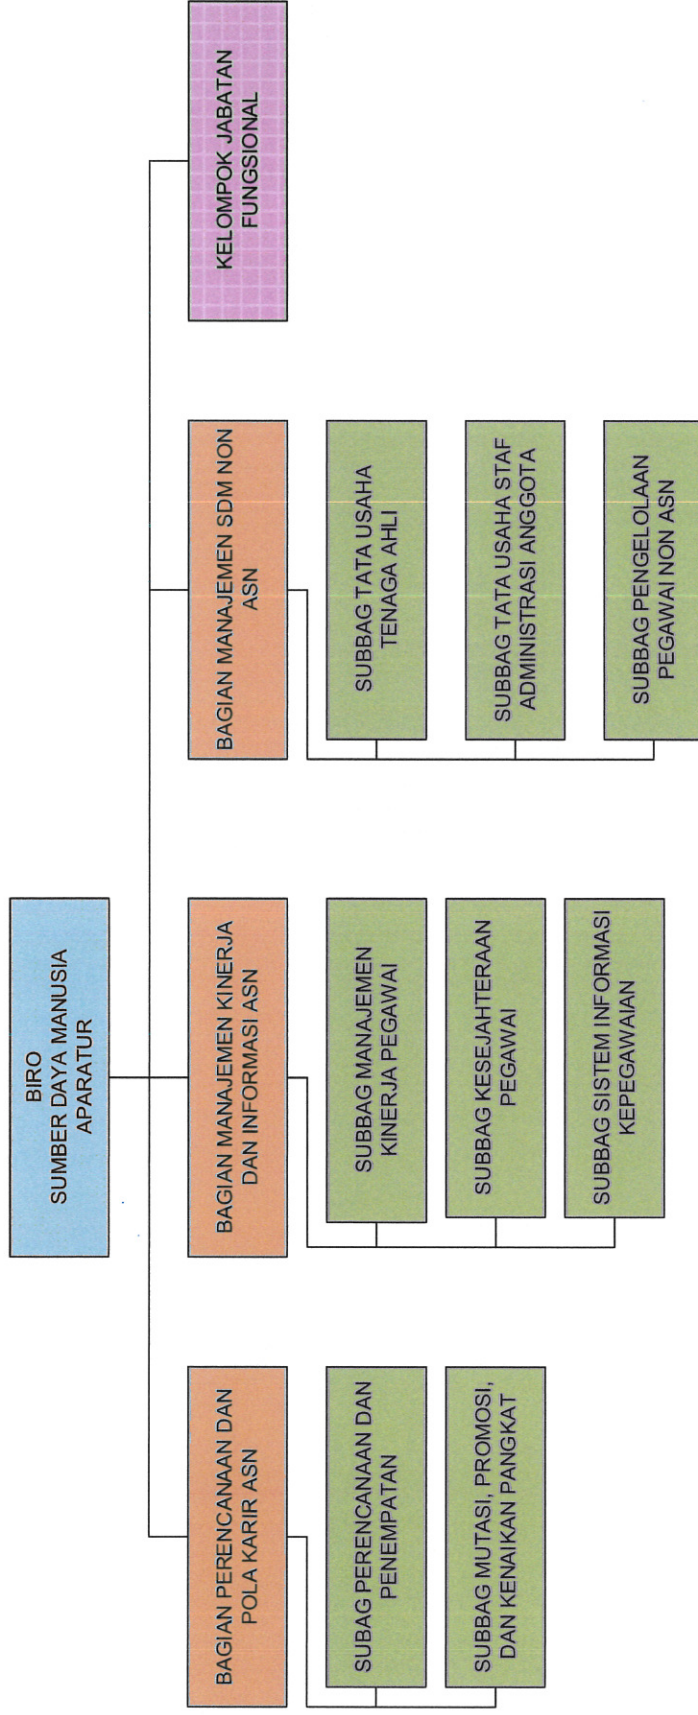 BIRO
SUMBER DAYA MANUSIA
APARATUR
BAGIAN PERENCANAAN DAN
POLA KARIR ASN
SUBAG PERENCANAAN DAN
PENEMPATAN
SUBBAG MUTASI, PROMOSI,
DAN KENAIKAN PANGKAT
BAGIAN MANAJEMEN KINERJA
DAN INFORMASI ASN
SUBBAG MANAJEMEN
KINERJA PEGAWAI
SUBBAG KESEJAHTERAAN
PEGAWAI
SUBBAG SISTEM INFORMASI
KEPEGAWAIAN
BAGIAN MANAJEMEN SDM NON
ASN
SUBBAG TATA USAHA
TENAGA AHLI
SUBBAG TATA USAHA STAF
ADMINISTRASI ANGGOTA
SUBBAG PENGELOLAAN
PEGAWAI NON ASN
KELOMPOK JABATAN
FUNGSIONAL